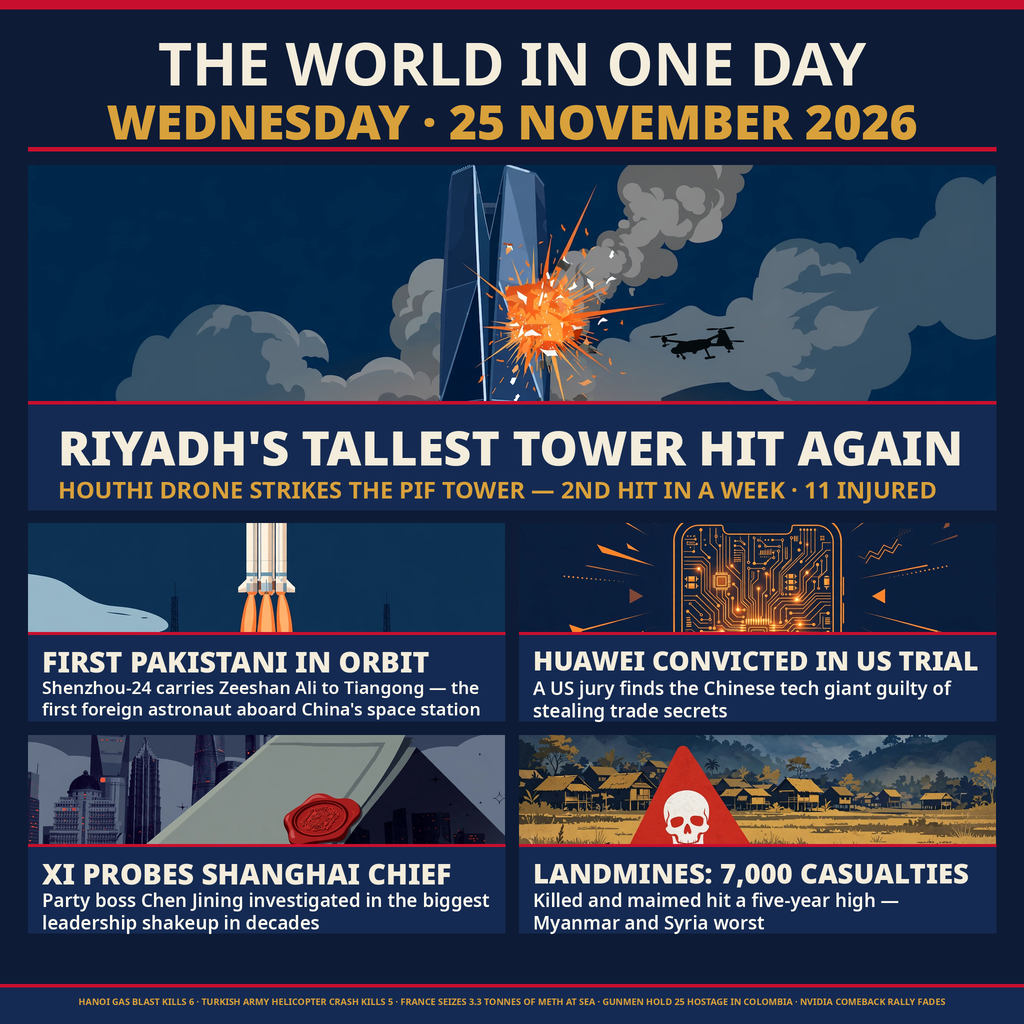 THE WORLD IN ONE DAY
WEDNESDAY · 25 NOVEMBER 2026
RIYADH'S TALLEST TOWER HIT AGAIN
HOUTHI DRONE STRIKES THE PIF TOWER — 2ND HIT IN A WEEK · 11 INJURED
FIRST PAKISTANI IN ORBIT
Shenzhou-24 carries Zeeshan Ali to Tiangong — the
first foreign astronaut aboard China's space station
HUAWEI CONVICTED IN US TRIAL
A US jury finds the Chinese tech giant guilty of
stealing trade secrets
XI PROBES SHANGHAI CHIEF
Party boss Chen Jining investigated in the biggest
leadership shakeup in decades
LANDMINES: 7,000 CASUALTIES
Killed and maimed hit a five-year high —
Myanmar and Syria worst
HANOI GAS BLAST KILLS 6 · TURKISH ARMY HELICOPTER CRASH KILLS 5 · FRANCE SEIZES 3.3 TONNES OF METH AT SEA · GUNMEN HOLD 25 HOSTAGE IN COLOMBIA · NVIDIA COMEBACK RALLY FADES